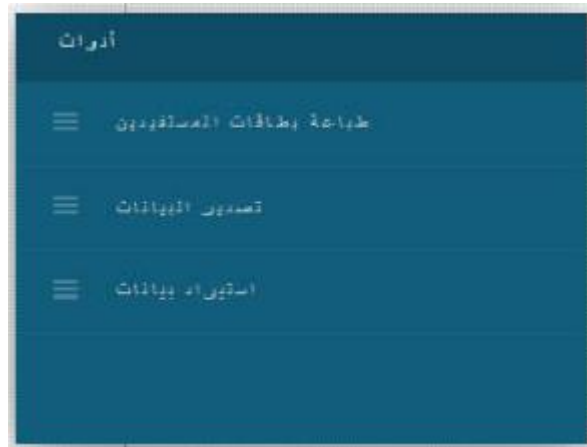 أدوات
طباعة بطاقات المستفيدين
تصدير البيانات
استيراد بيانات